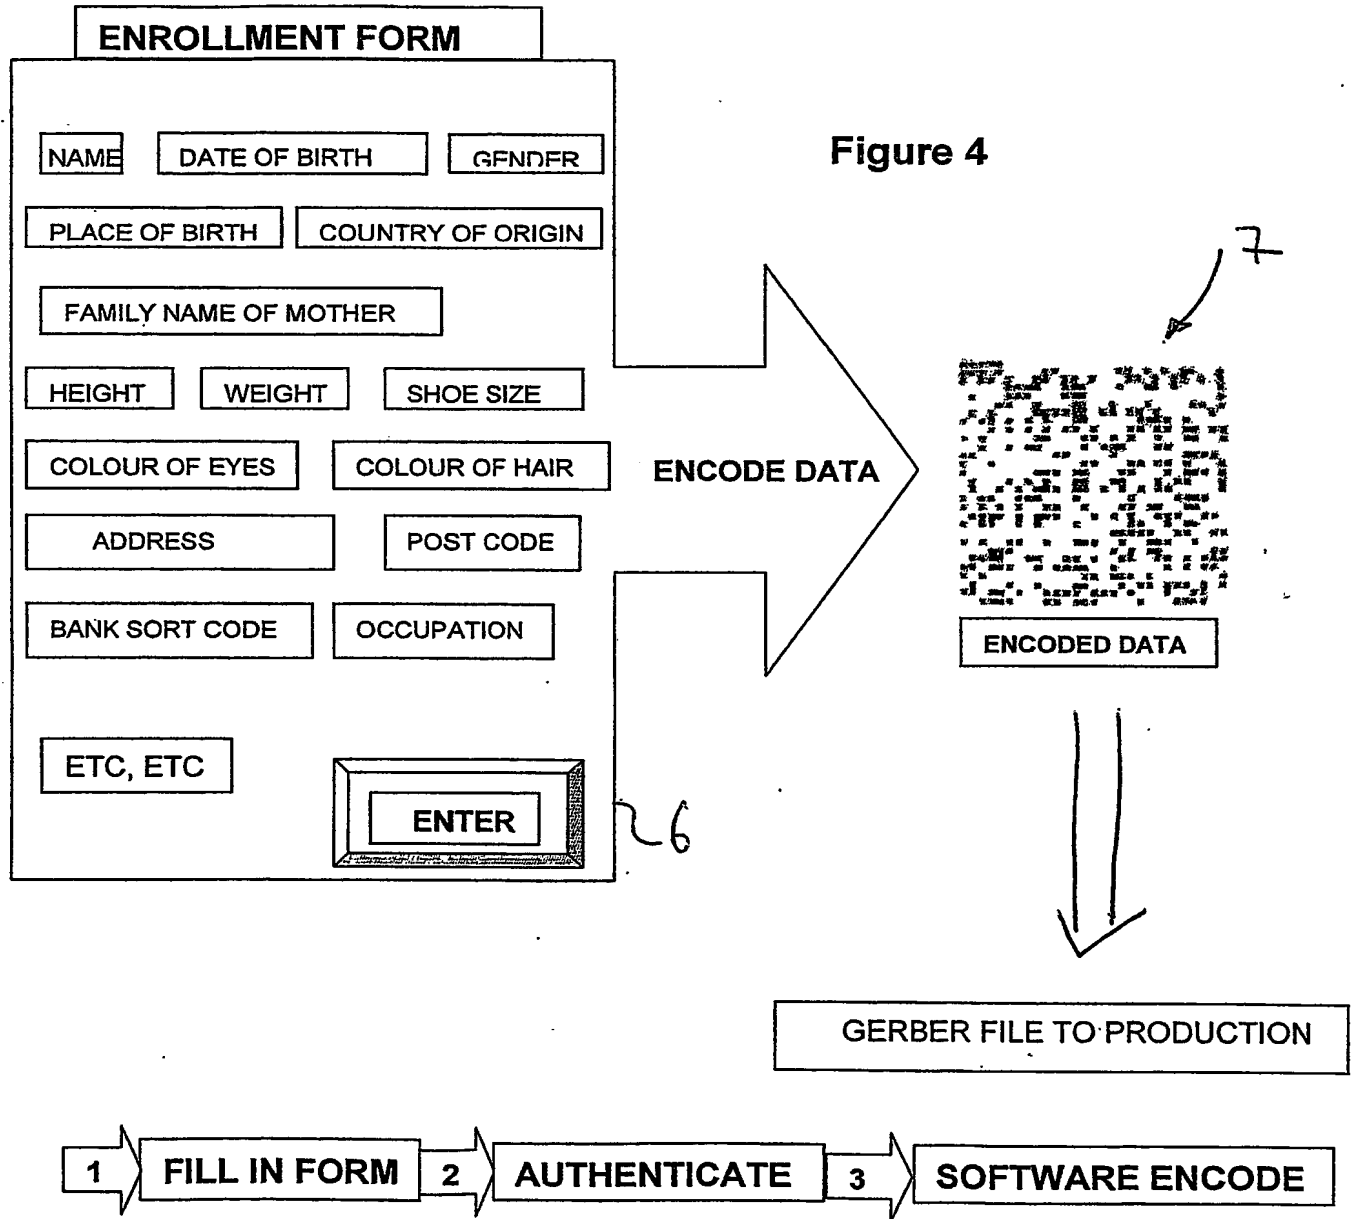 ENROLLMENT FORM
Figure 4
NAME DATE OF BIRTH GENDER
PLACE OF BIRTH COUNTRY OF ORIGIN
7
FAMILY NAME OF MOTHER
HEIGHT WEIGHT SHOE SIZE
COLOUR OF EYES COLOUR OF HAIR
ENCODE DATA
ADDRESS POST CODE
BANK SORT CODE OCCUPATION
ENCODED DATA
ETC, ETC
ENTER
6
GERBER FILE TO PRODUCTION
1 FILL IN FORM 2 AUTHENTICATE 3 SOFTWARE ENCODE